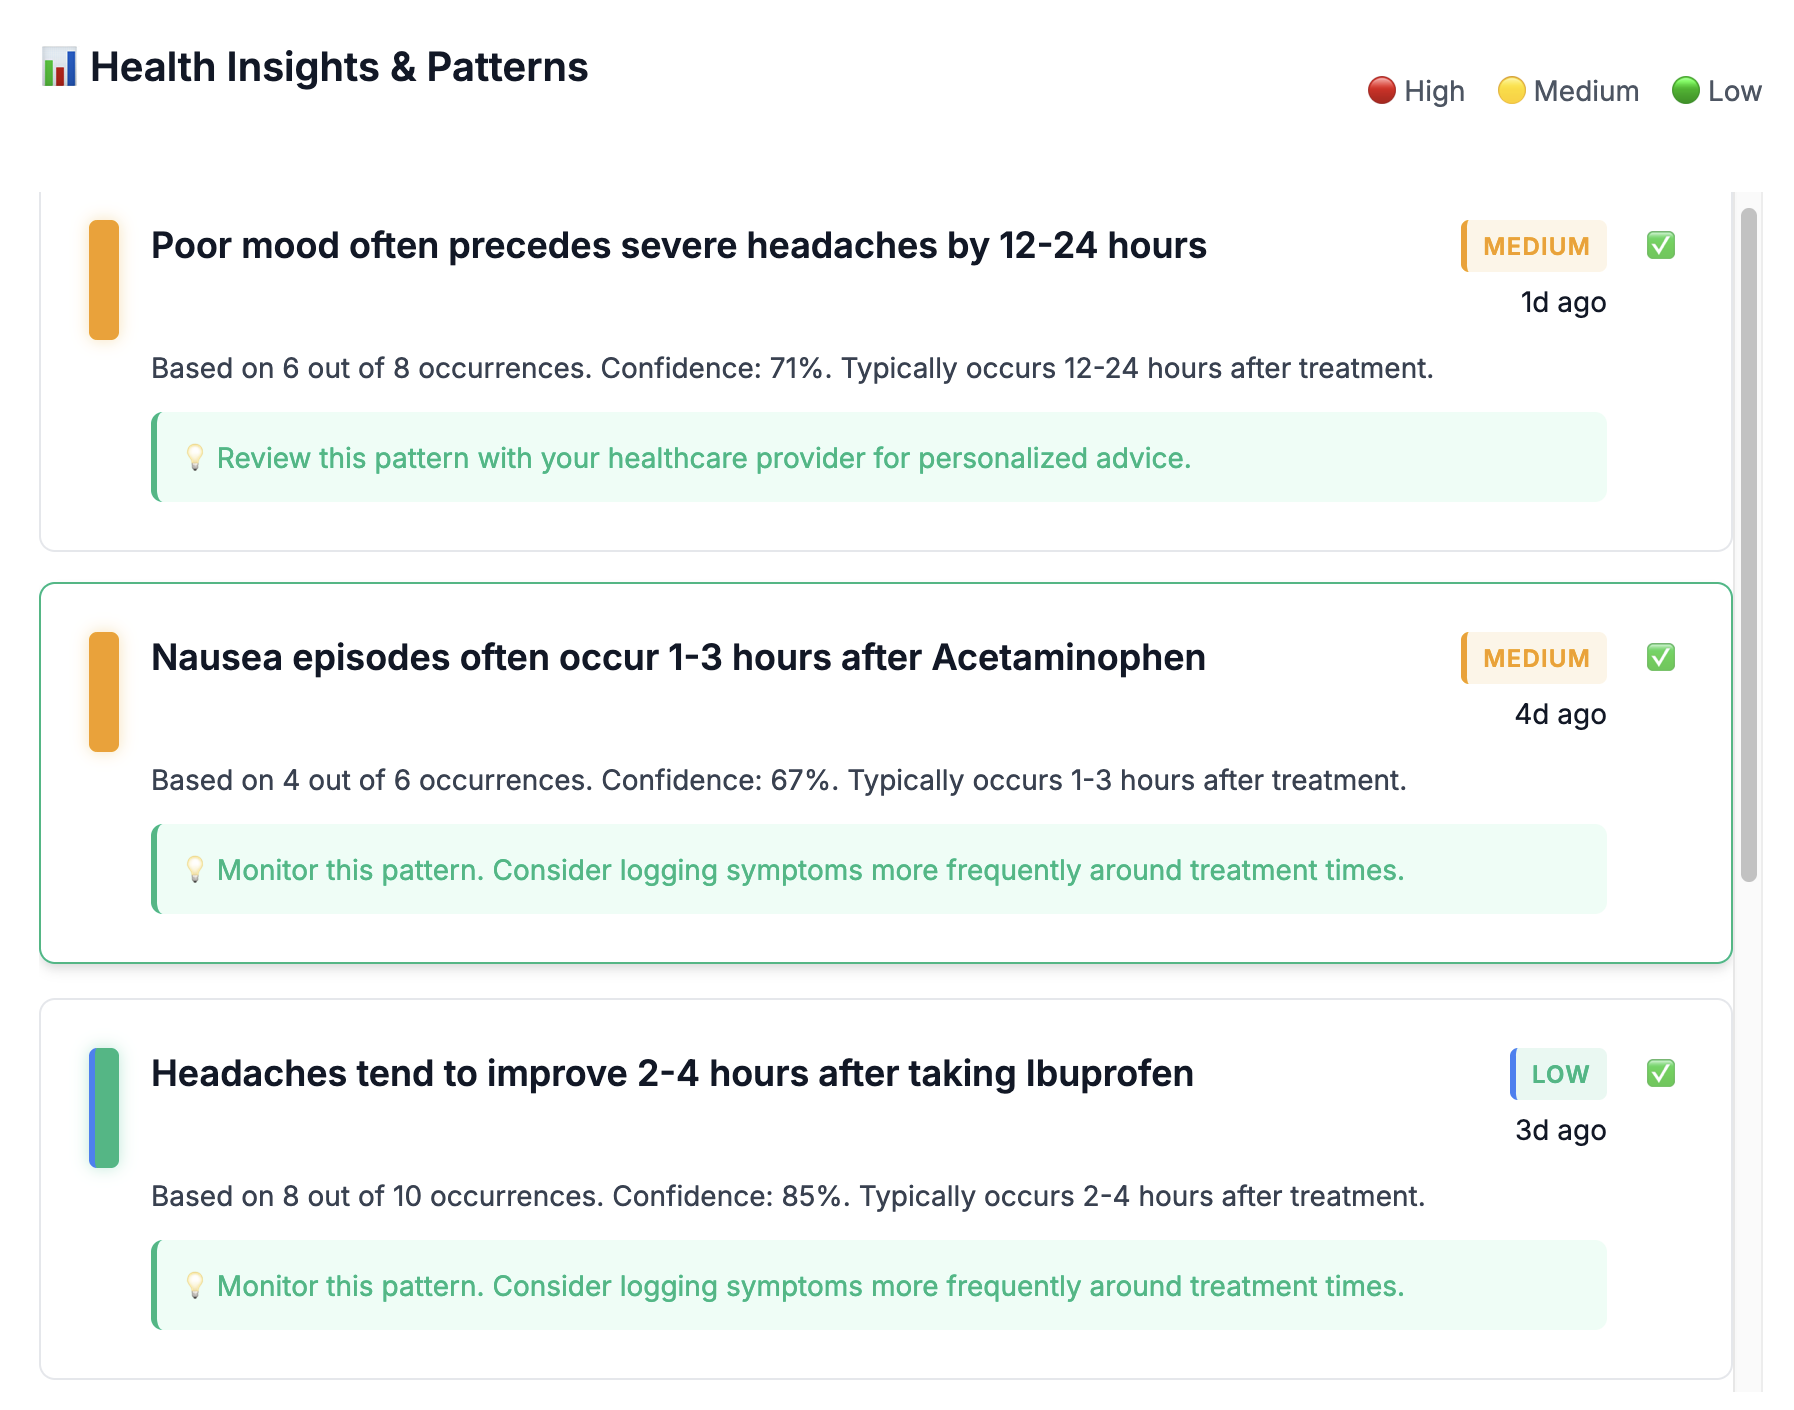 📊 Health Insights & Patterns
🔴 High 🟡 Medium 🟢 Low
Poor mood often precedes severe headaches by 12-24 hours
MEDIUM ✅
1d ago
Based on 6 out of 8 occurrences. Confidence: 71%. Typically occurs 12-24 hours after treatment.
💡 Review this pattern with your healthcare provider for personalized advice.
Nausea episodes often occur 1-3 hours after Acetaminophen
MEDIUM ✅
4d ago
Based on 4 out of 6 occurrences. Confidence: 67%. Typically occurs 1-3 hours after treatment.
💡 Monitor this pattern. Consider logging symptoms more frequently around treatment times.
Headaches tend to improve 2-4 hours after taking Ibuprofen
LOW ✅
3d ago
Based on 8 out of 10 occurrences. Confidence: 85%. Typically occurs 2-4 hours after treatment.
💡 Monitor this pattern. Consider logging symptoms more frequently around treatment times.